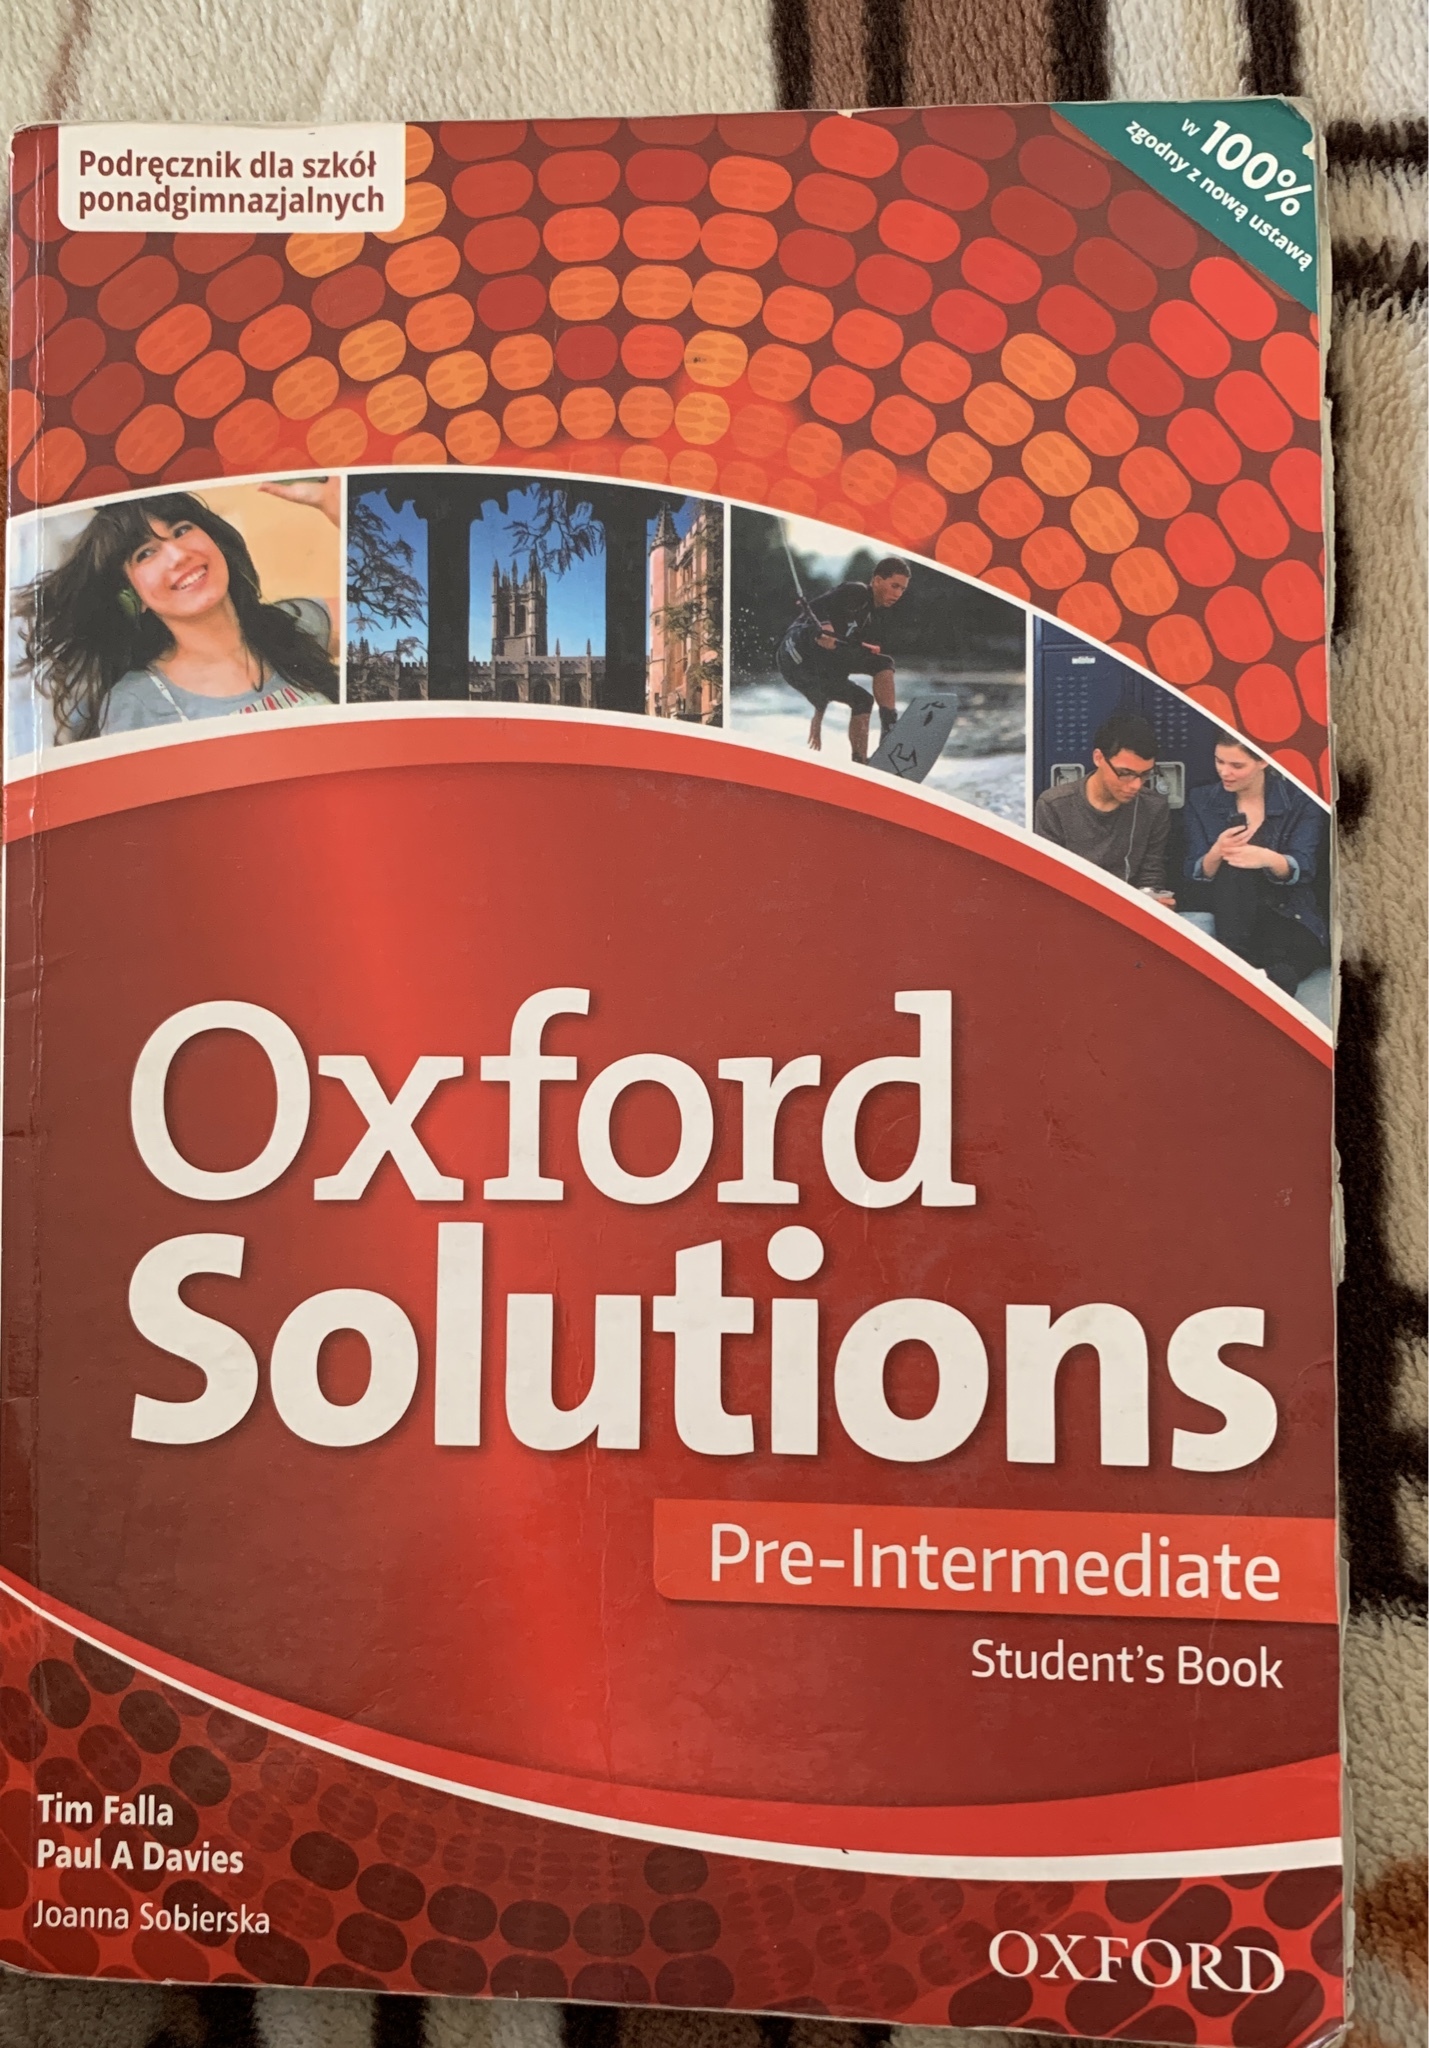 Podręcznik dla szkół
ponadgimnazjalnych
w 100%
zgodny z nową ustawą
Oxford
Solutions
Pre-Intermediate
Student's Book
Tim Falla
Paul A Davies
Joanna Sobierska
OXFORD